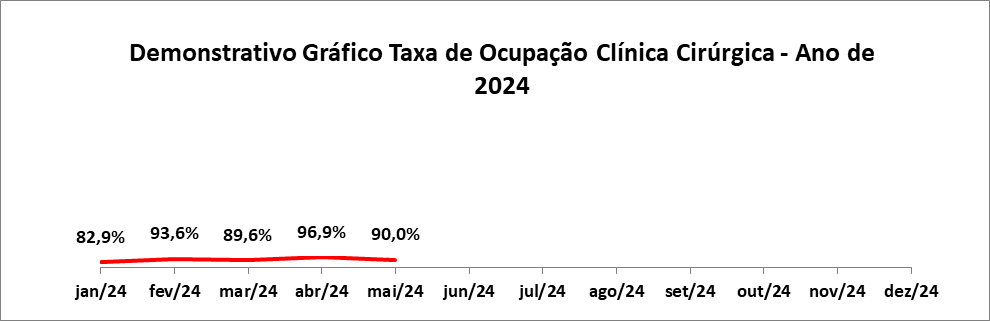 Demonstrativo Gráfico Taxa de Ocupação Clínica Cirúrgica - Ano de
2024
82,9% 93,6% 89,6% 96,9% 90,0%
jan/24 fev/24 mar/24 abr/24 mai/24 jun/24 jul/24 ago/24 set/24 out/24 nov/24 dez/24